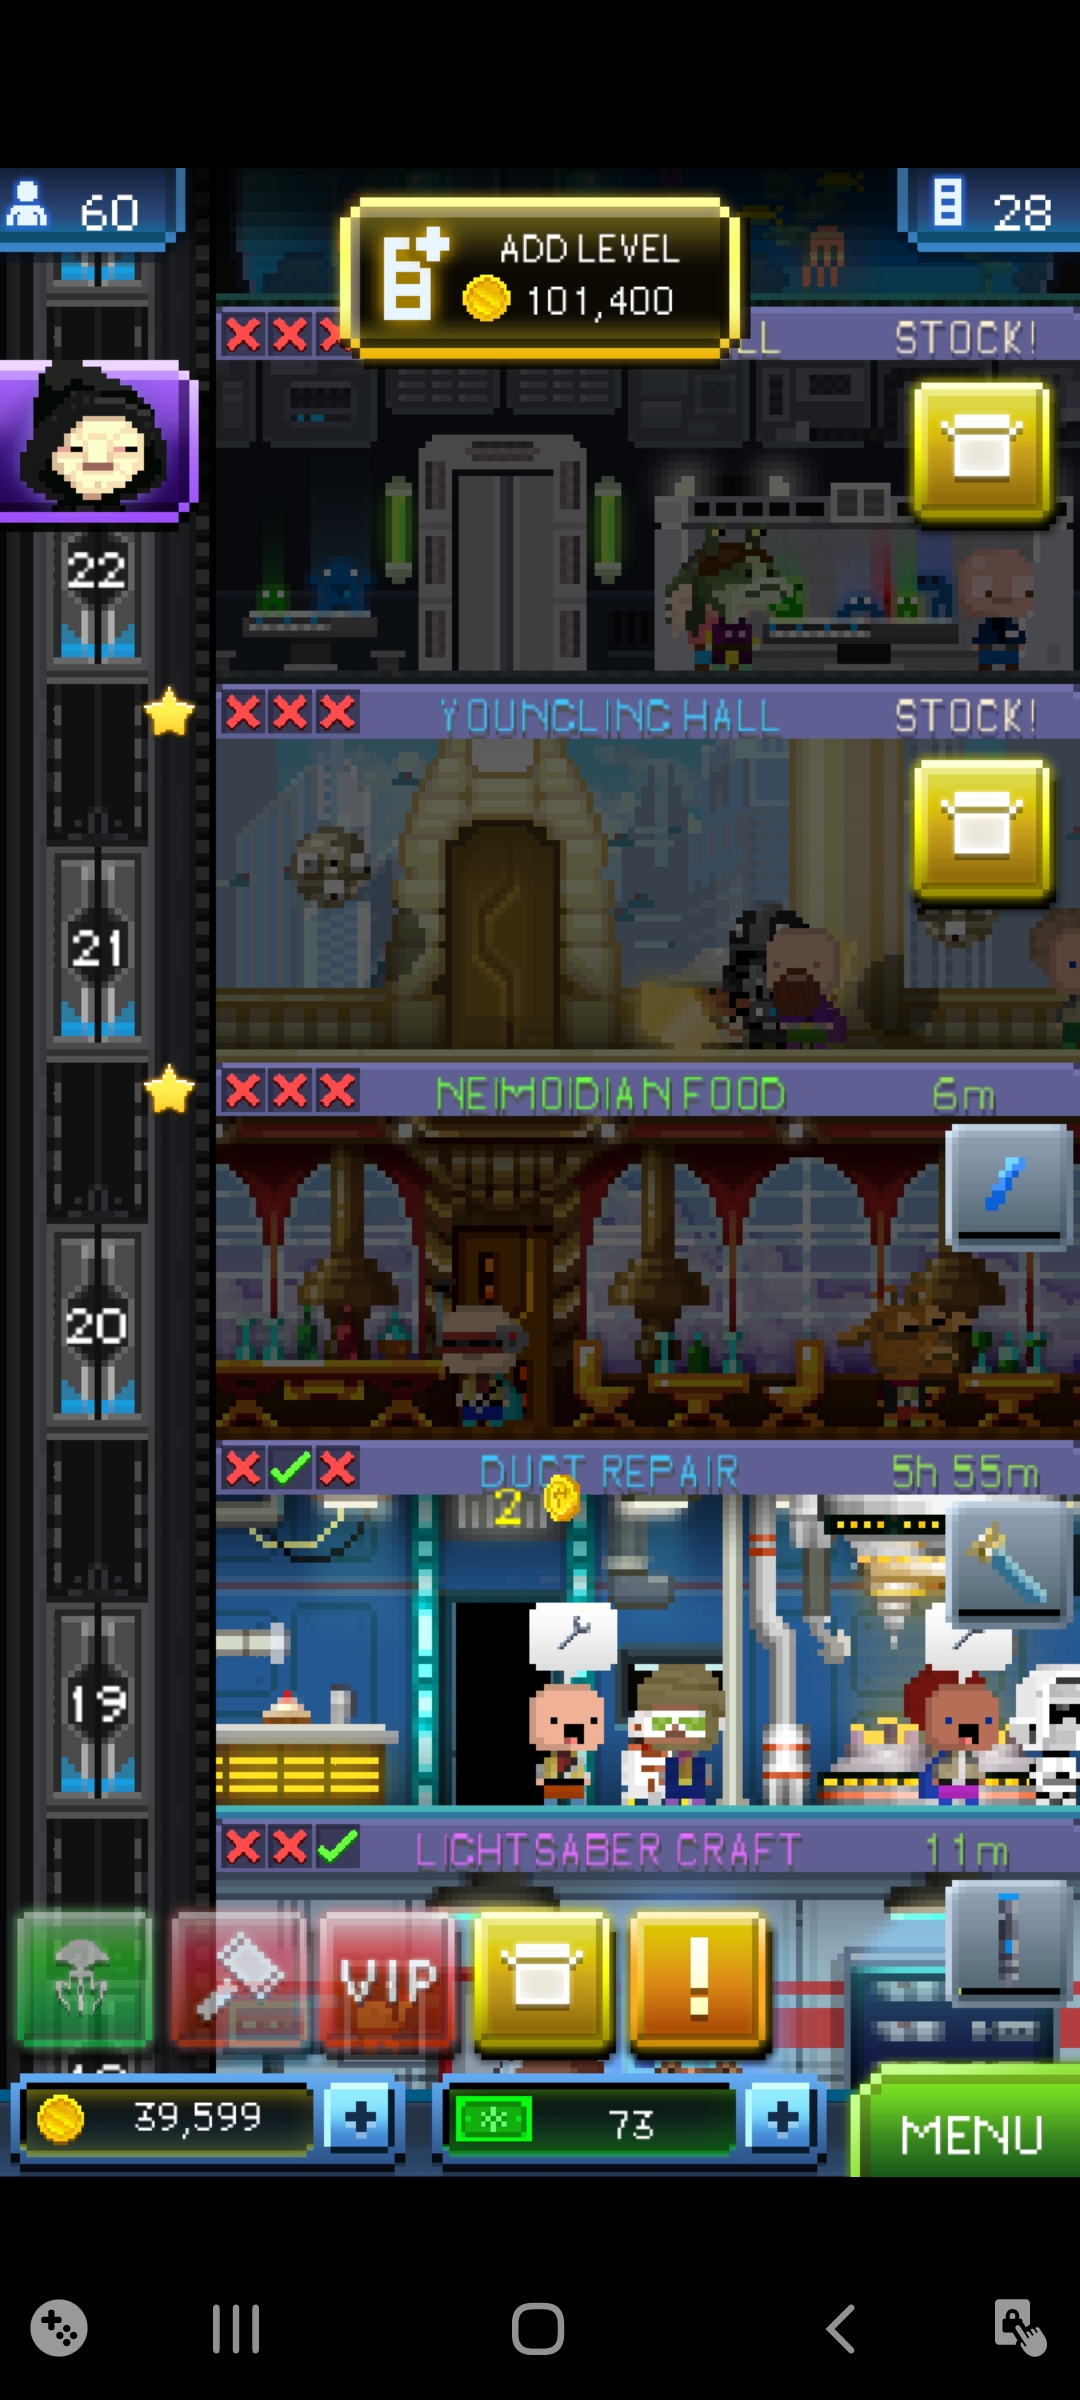 60
28
ADD LEVEL
101,400
LL
STOCK!
22
YOUNGLING HALL
STOCK!
21
NEIMOIDIAN FOOD
6m
20
DUCT REPAIR
5h 55m
2
19
LIGHTSABER CRAFT
11m
VIP
!
39,599
73
MENU